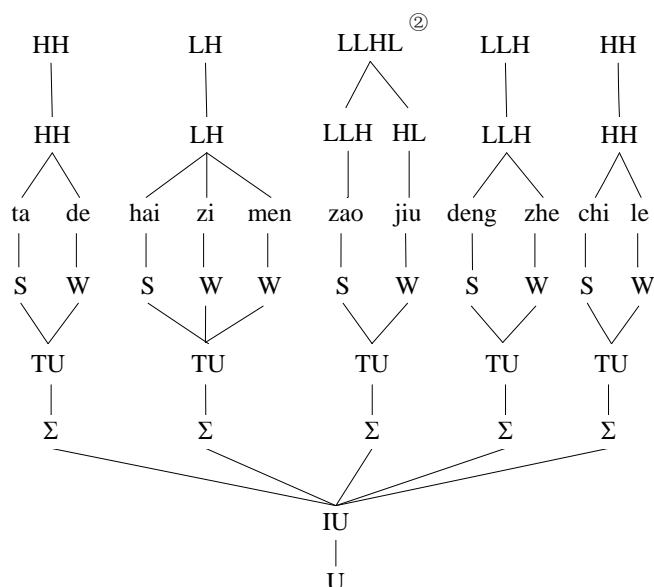 ②
HH LH LLHL LLH HH
HH LH LLH HL LLH HH
ta de hai zi men zao jiu deng zhe chi le
S W S W W S W S W S W
TU TU TU TU TU
Σ Σ Σ Σ Σ
IU
U